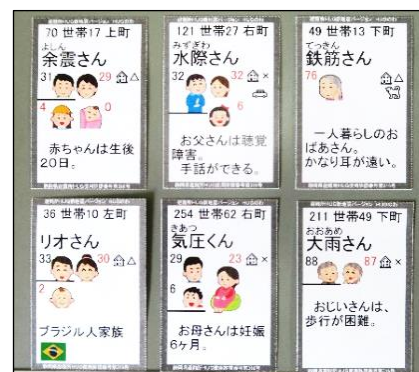 70 世帯17 上町
よしん
余震さん
31 29 △
4 0
赤ちゃんは生後
20日。
121 世帯27 右町
みずぎわ
水際さん
32 32 ×
6
お父さんは聴覚
障害。
手話ができる。
49 世帯13 下町
てっきん
鉄筋さん
76 △
一人暮らしのお
ばあさん。
かなり耳が遠い。
36 世帯10 左町
リオさん
33 30 △
2
ブラジル人家族
254 世帯62 右町
きあつ
気圧くん
29 23 ×
6
お母さんは妊娠
6ヶ月。
211 世帯49 下町
おおあめ
大雨さん
88 87 ×
おじいさんは、
歩行が困難。